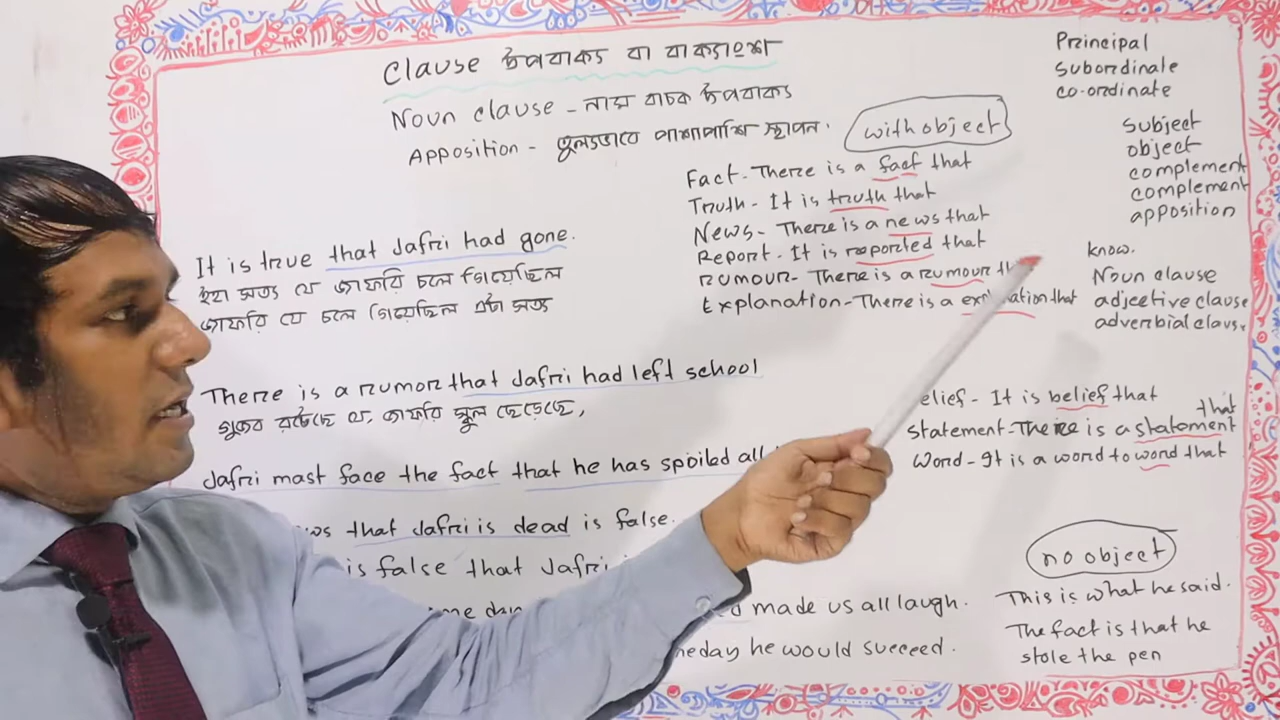 Clause উপবাক্য বা বাক্যাংশ
Noun clause - নাম বাচক উপবাক্য
Apposition - তুলভাবে পাশাপাশি স্থাপন.
with object
Fact - There is a fact that
Truth - It is truth that
News - There is a news that
Report - It is reported that
Rumour - There is a rumour
Explanation - There is a that
Principal
Subordinate
co-ordinate
Subject
object
complement
complement
apposition
know.
Noun clause
adjective clause
adverbial claus
It is true that Jafri had gone.
ইহা সত্য যে জাফরি চলে গিয়েছিল
জাফরি যে চলে গিয়েছিল এটা সত্য
There is a rumor that Jafri had left school
গুজব রটেছে যে, জাফরি স্কুল ছেড়েছে,
Jafri mast face the fact that he has spoiled all
that Jafri is dead is false.
is false that Jafri
made us all laugh.
he would succeed.
elief - It is belief that
Statement - There is a statement that
Word - It is a word to word that
no object
This is what he said.
The fact is that he
stole the pen